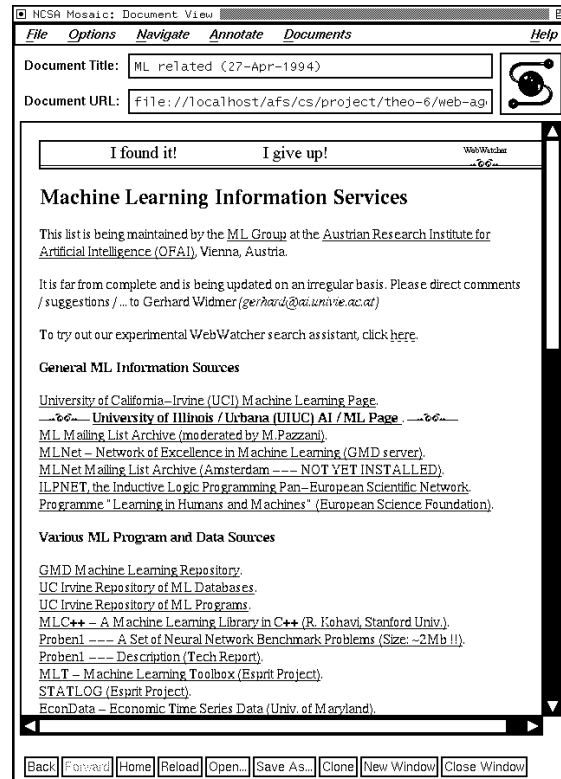 NCSA Mosaic: Document View
File Options Navigate Annotate Documents Help
Document Title: ML related (27-Apr-1994)
Document URL: file://localhost/afs/cs/project/theo-6/web-ag
I found it! I give up! WebWatcher
Machine Learning Information Services
This list is being maintained by the ML Group at the Austrian Research Institute for
Artificial Intelligence (OFAI), Vienna, Austria.
It is far from complete and is being updated on an irregular basis. Please direct comments
/ suggestions / ... to Gerhard Widmer (gerhard@ai.univie.ac.at)
To try out our experimental WebWatcher search assistant, click here.
General ML Information Sources
University of California-Irvine (UCI) Machine Learning Page.
University of Illinois / Urbana (UIUC) AI / ML Page .
ML Mailing List Archive (moderated by M.Pazzani).
MLNet - Network of Excellence in Machine Learning (GMD server).
MLNet Mailing List Archive (Amsterdam --- NOT YET INSTALLED).
ILPNET, the Inductive Logic Programming Pan-European Scientific Network.
Programme "Learning in Humans and Machines" (European Science Foundation).
Various ML Program and Data Sources
GMD Machine Learning Repository.
UC Irvine Repository of ML Databases.
UC Irvine Repository of ML Programs.
MLC++ - A Machine Learning Library in C++ (R. Kohavi, Stanford Univ.).
Proben1 --- A Set of Neural Network Benchmark Problems (Size: ~2Mb !!).
Proben1 --- Description (Tech Report).
MLT - Machine Learning Toolbox (Esprit Project).
STATLOG (Esprit Project).
EconData - Economic Time Series Data (Univ. of Maryland).
Back Forward Home Reload Open... Save As... Clone New Window Close Window